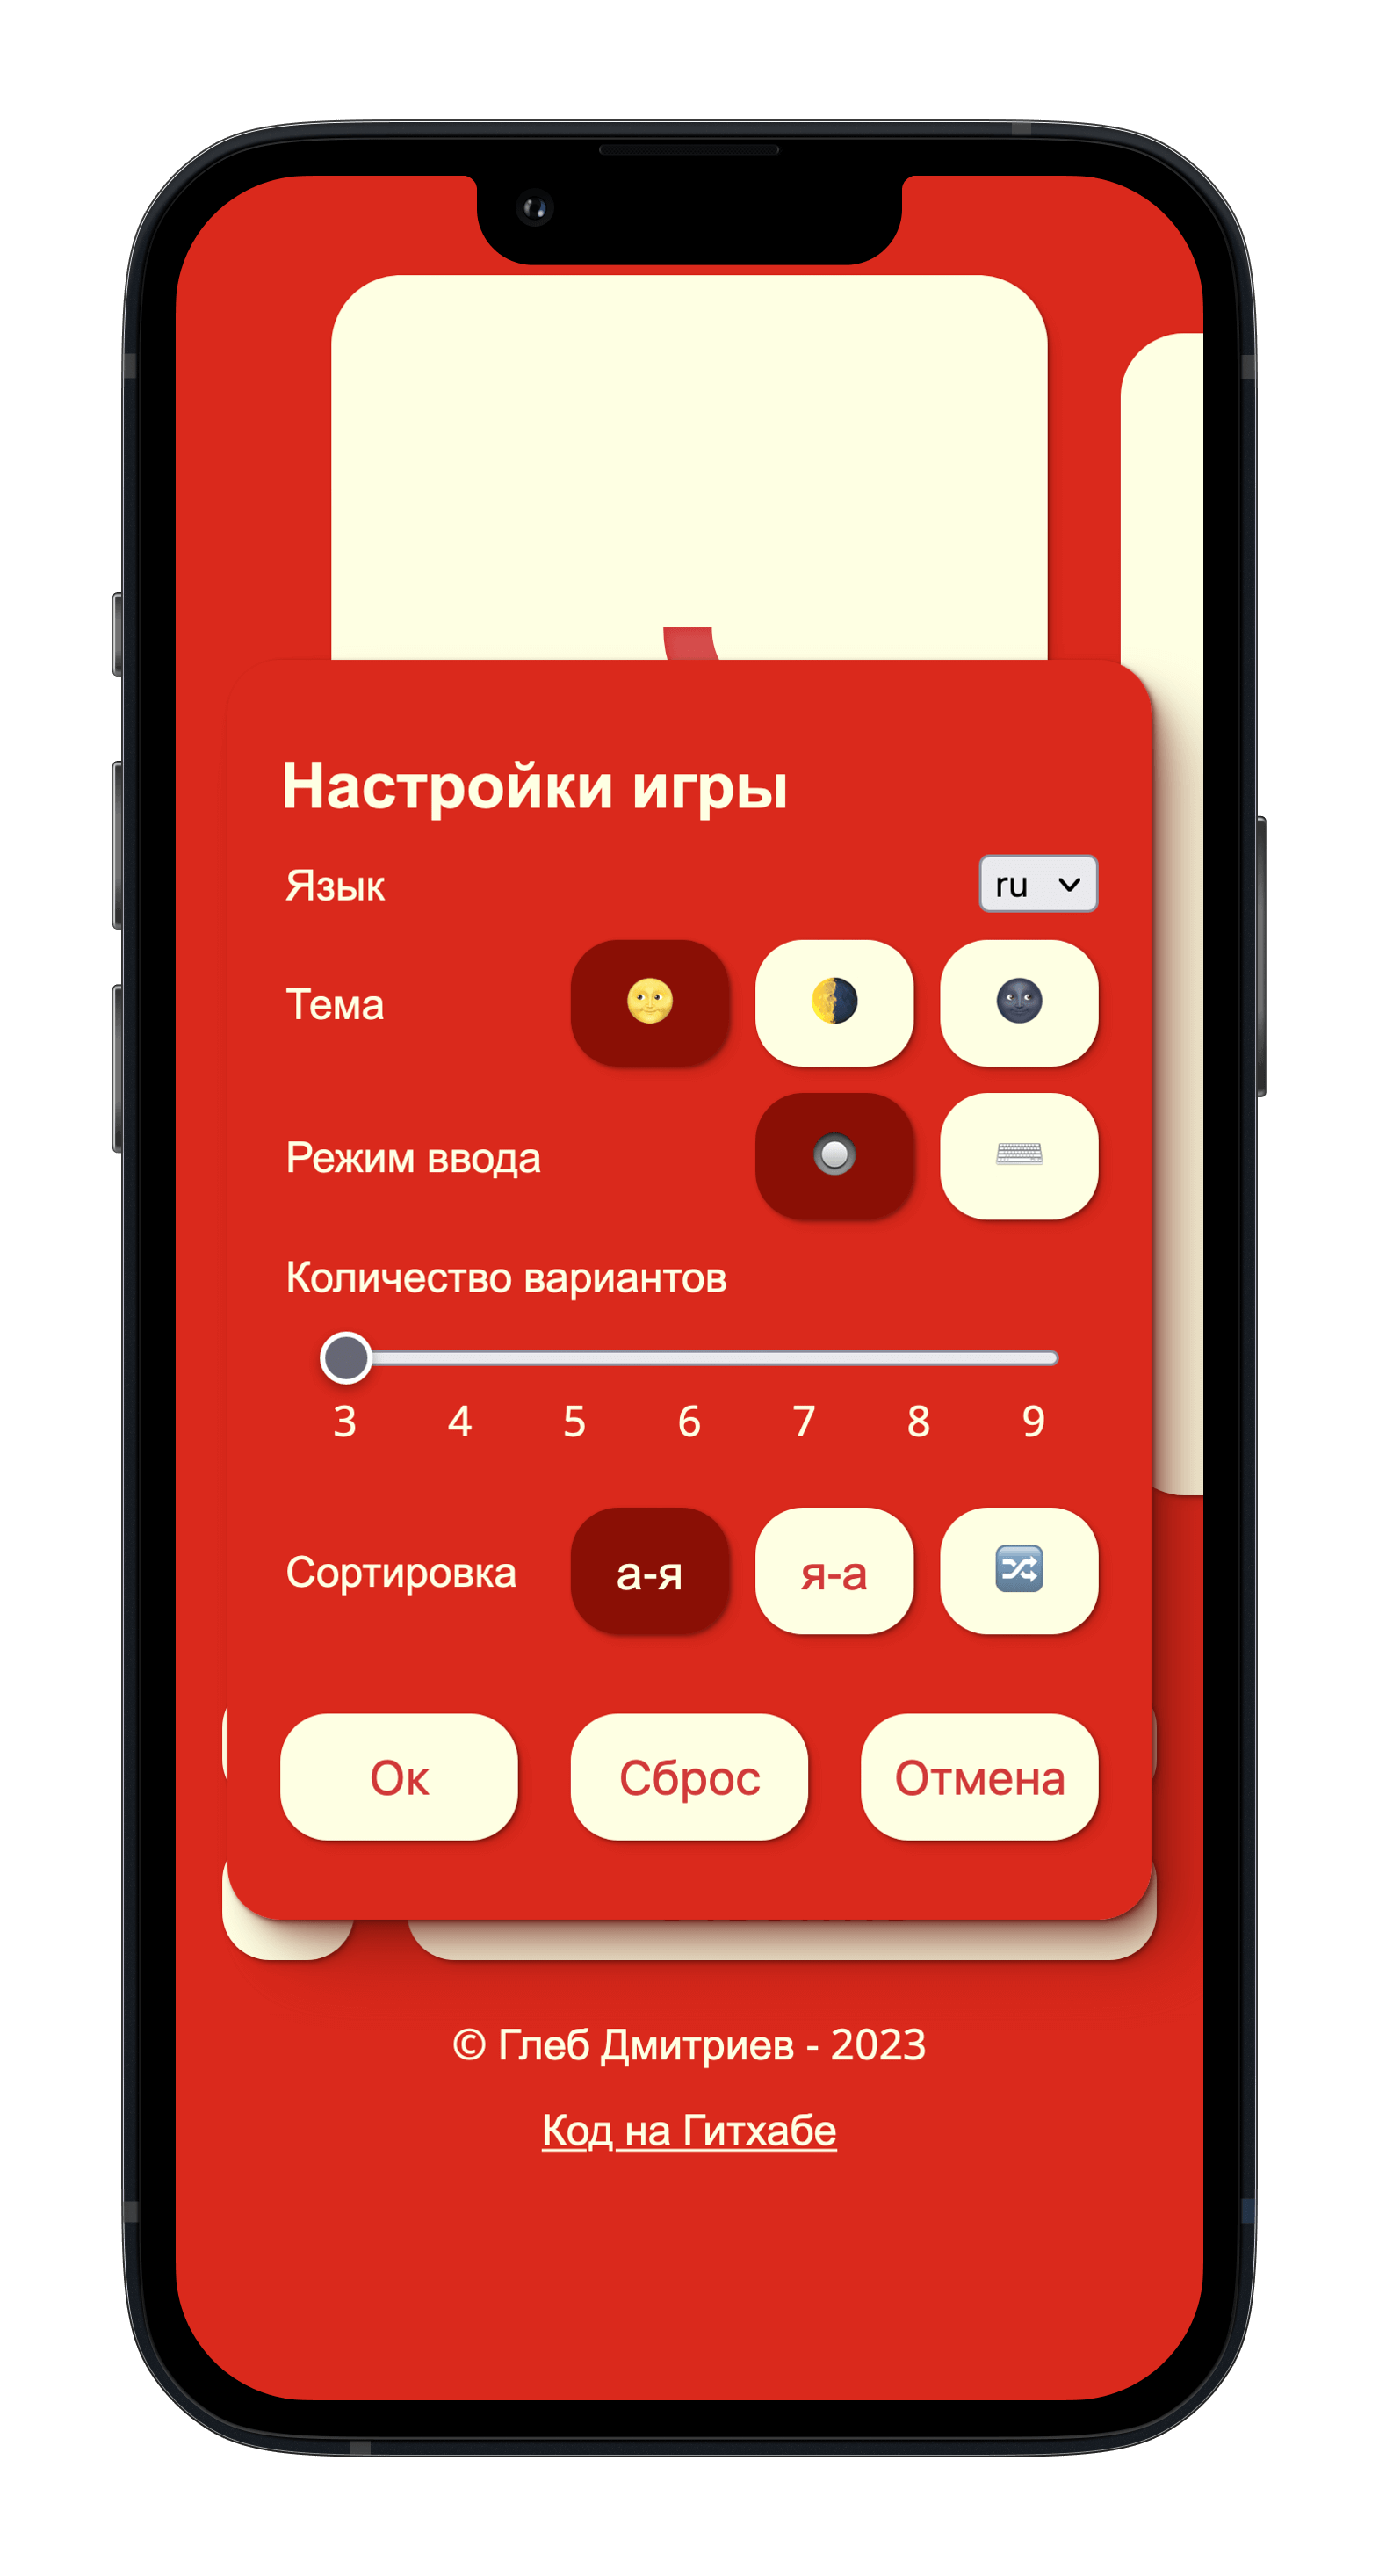 Настройки игры
Язык
ru
Тема
Режим ввода
Количество вариантов
3 4 5 6 7 8 9
Сортировка а-я я-а
Ок Сброс Отмена
© Глеб Дмитриев - 2023
Код на Гитхабе